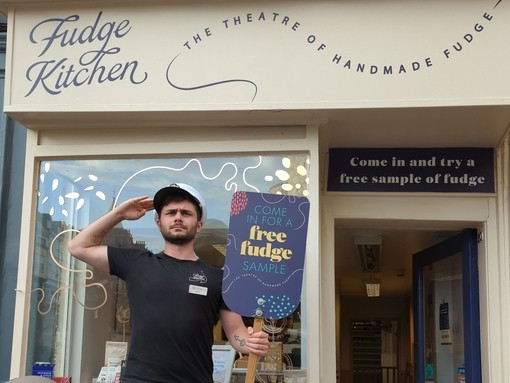 Fudge
Kitchen
THE THEATRE OF HANDMADE FUDGE
Come in and try a
free sample of fudge
COME
IN FOR A
free
fudge
SAMPLE